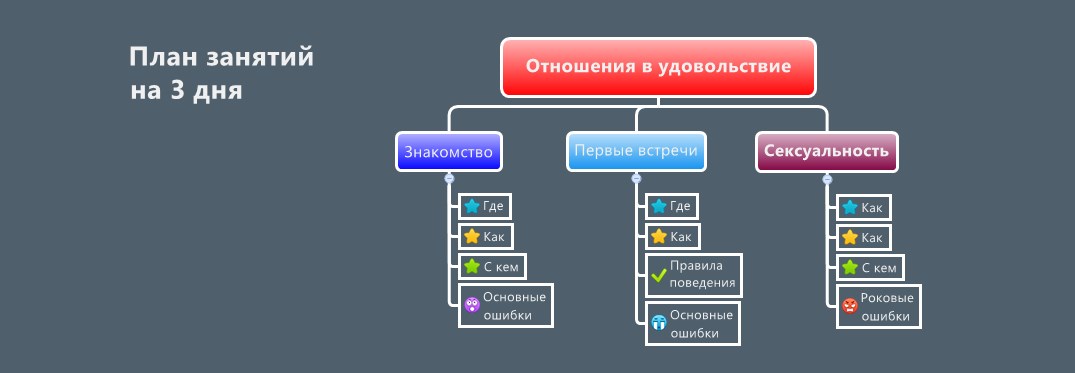 План занятий
на 3 дня
Отношения в удовольствие
Знакомство
Где
Как
С кем
Основные
ошибки
Первые встречи
Где
Как
Правила
поведения
Основные
ошибки
Сексуальность
Как
Как
С кем
Роковые
ошибки